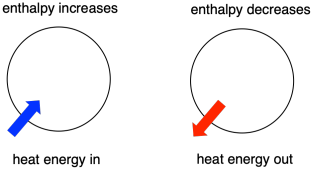 enthalpy increases
enthalpy decreases
heat energy in
heat energy out